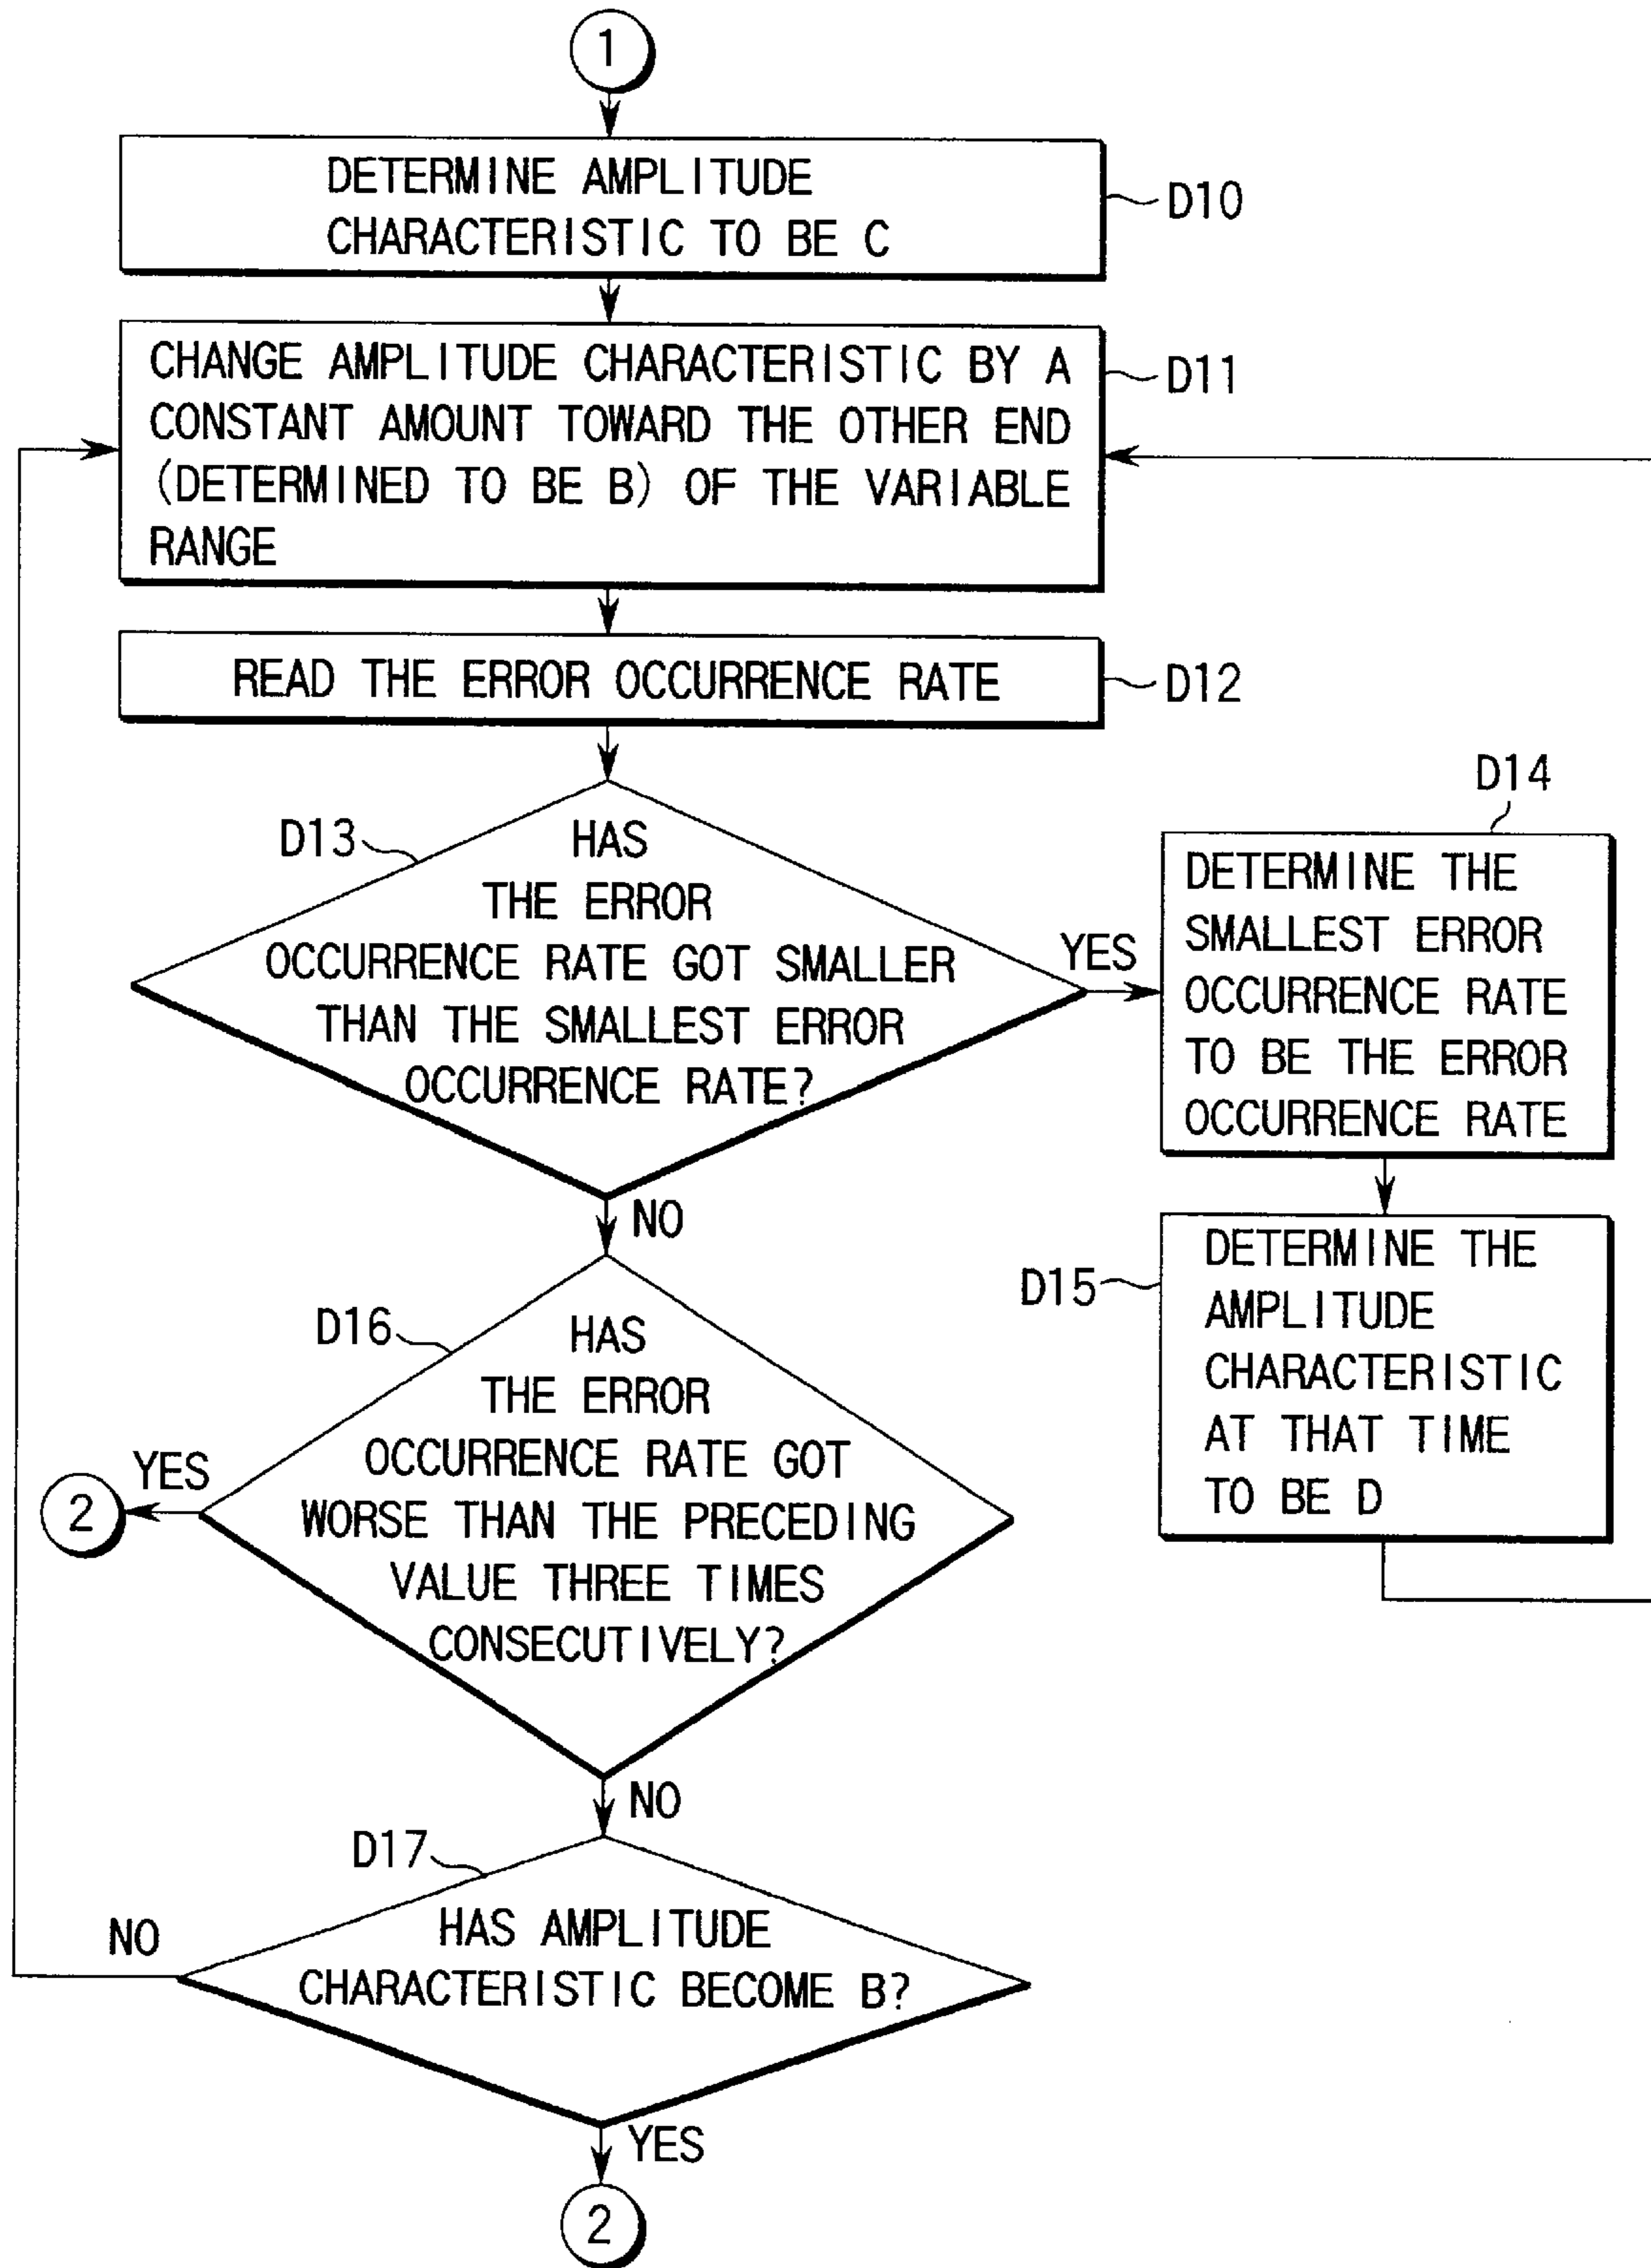 1
DETERMINE AMPLITUDE
CHARACTERISTIC TO BE C
D10
CHANGE AMPLITUDE CHARACTERISTIC BY A
CONSTANT AMOUNT TOWARD THE OTHER END
(DETERMINED TO BE B) OF THE VARIABLE
RANGE
D11
READ THE ERROR OCCURRENCE RATE
D12
D13
HAS
THE ERROR
OCCURRENCE RATE GOT SMALLER
THAN THE SMALLEST ERROR
OCCURRENCE RATE?
YES
NO
D14
DETERMINE THE
SMALLEST ERROR
OCCURRENCE RATE
TO BE THE ERROR
OCCURRENCE RATE
D15
DETERMINE THE
AMPLITUDE
CHARACTERISTIC
AT THAT TIME
TO BE D
D16
HAS
THE ERROR
OCCURRENCE RATE GOT
WORSE THAN THE PRECEDING
VALUE THREE TIMES
CONSECUTIVELY?
YES
2
NO
D17
HAS AMPLITUDE
CHARACTERISTIC BECOME B?
NO
YES
2